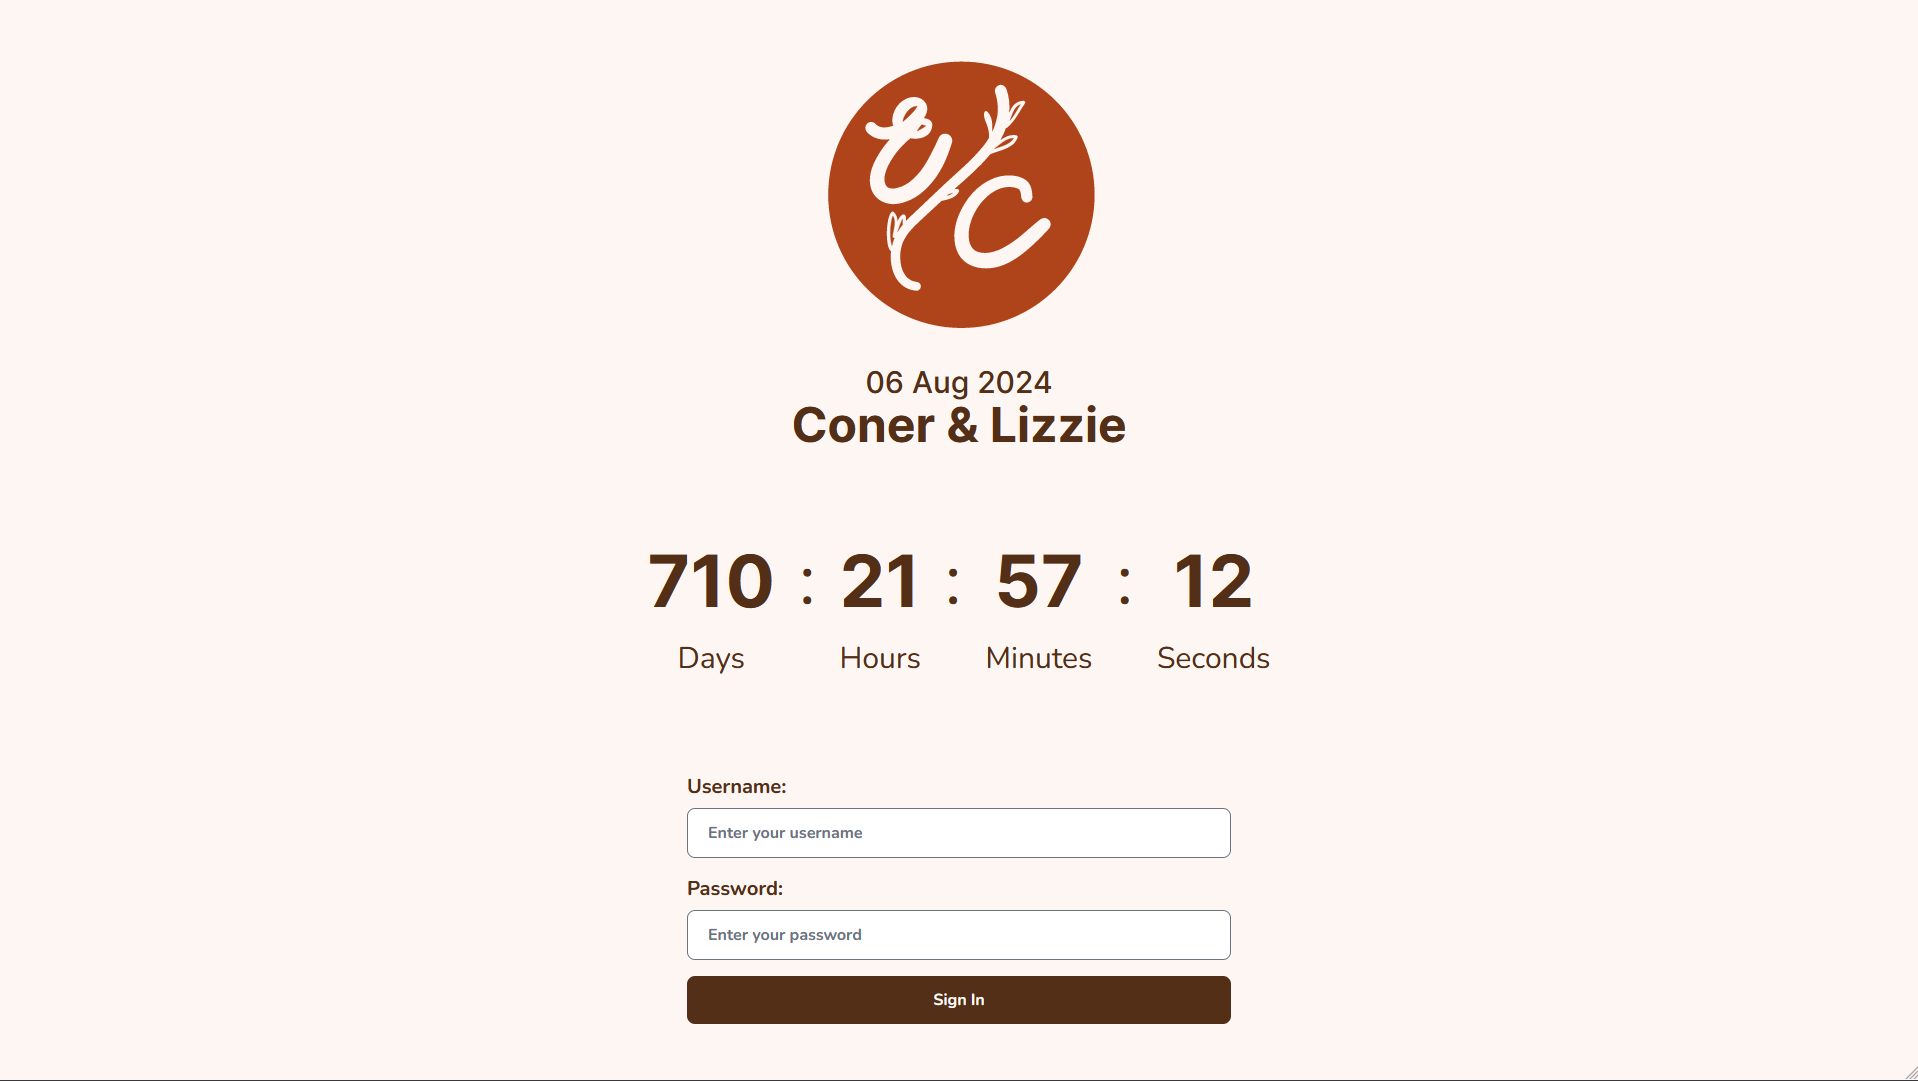 E C
06 Aug 2024
Coner & Lizzie
710 : 21 : 57 : 12
Days Hours Minutes Seconds
Username:
Enter your username
Password:
Enter your password
Sign In